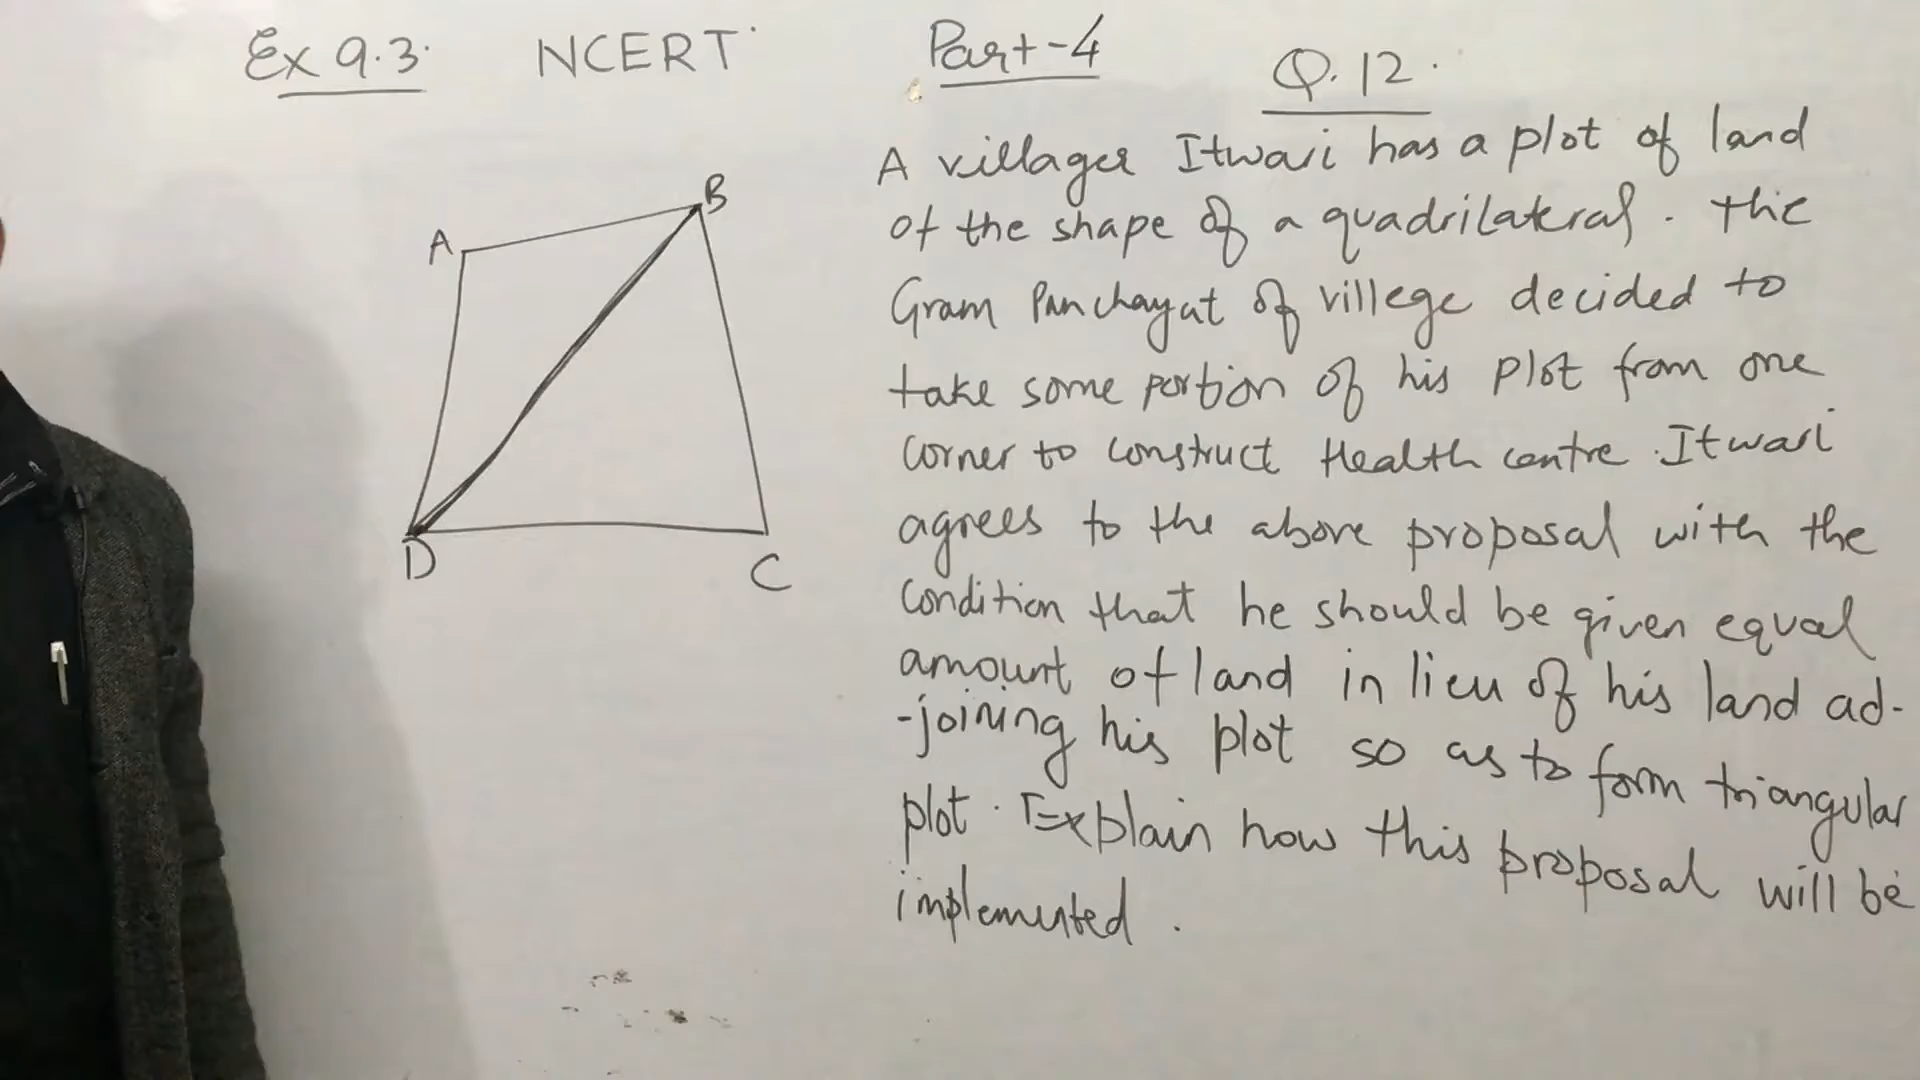 Ex 9.3. NCERT. Part-4 Q.12.
A villager Itwari has a plot of land
of the shape of a quadrilateral. The
Gram Panchayat of villege decided to
take some portion of his plot from one
corner to construct Health centre. Itwari
agrees to the above proposal with the
condition that he should be given equal
amount of land in lieu of his land ad-
-joining his plot so as to form triangular
plot. Explain how this proposal will be
implemented.
A
B
D
C